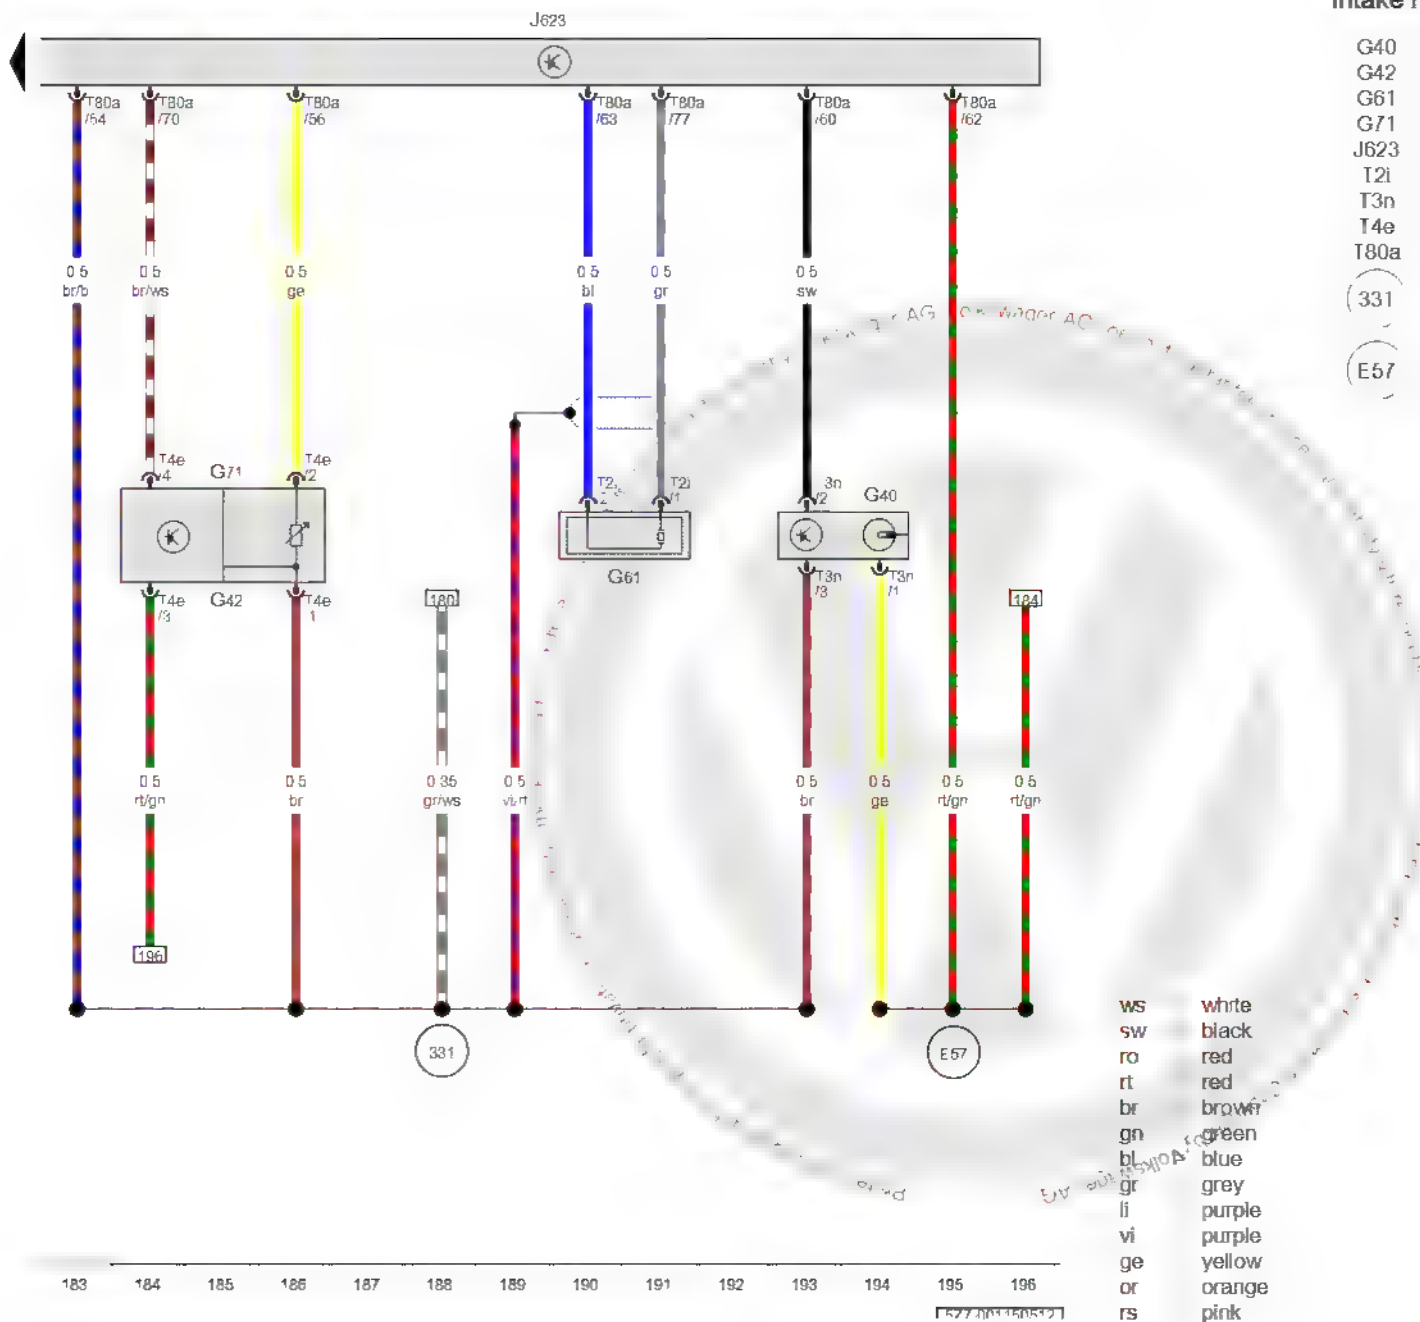 J623
T80a /54
T80a /70
T80a /56
T80a /63
T80a /77
T80a /60
T80a /62
0 5 br/b
0 5 br/ws
0 5 ge
0 5 bl
0 5 gr
0 5 sw
T4e /4
G71
T4e /2
T2i /1
3n /2
G40
G61
T4e /3
G42
T4e 1
180
T3n /3
T3n /1
184
0 5 rt/gn
0 5 br
0 35 gr/ws
0 5 vi/rt
0 5 br
0 5 ge
0 5 rt/gn
0 5 rt/gn
196
331
E57
183 184 185 186 187 188 189 190 191 192 193 194 195 196
G40
G42
G61
G71
J623
T2i
T3n
T4e
T80a
331
E57
ws white
sw black
ro red
rt red
br brown
gn green
bl blue
gr grey
li purple
vi purple
ge yellow
or orange
rs pink